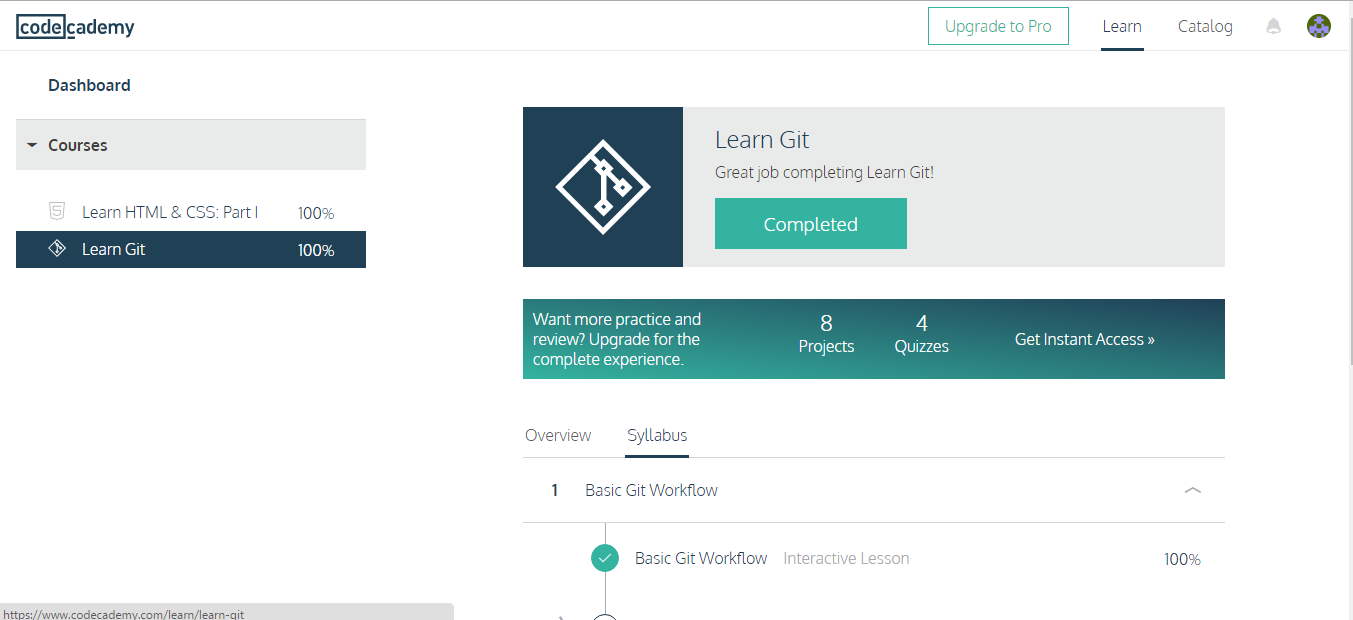 codecademy
Upgrade to Pro
Learn
Catalog
Dashboard
Courses
Learn HTML & CSS: Part I 100%
Learn Git 100%
Learn Git
Great job completing Learn Git!
Completed
Want more practice and
review? Upgrade for the
complete experience.
8
Projects
4
Quizzes
Get Instant Access »
Overview
Syllabus
1 Basic Git Workflow
Basic Git Workflow Interactive Lesson 100%
https://www.codecademy.com/learn/learn-git